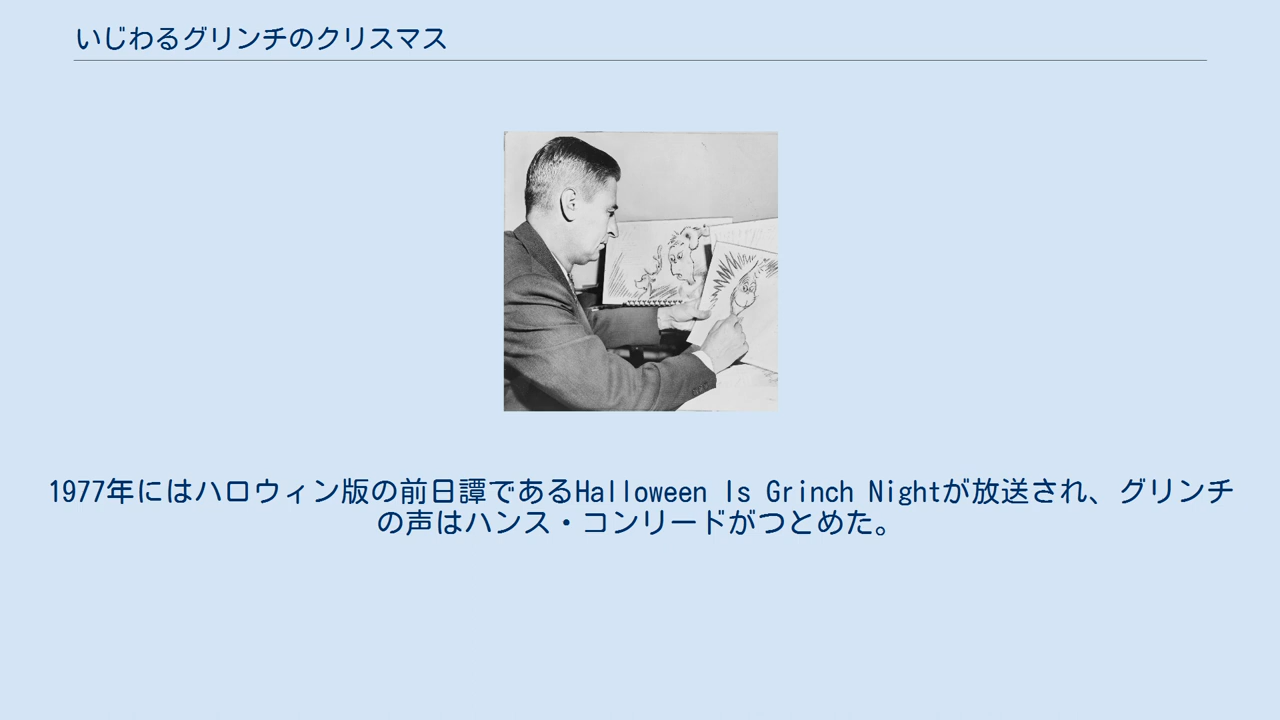 いじわるグリンチのクリスマス
1977年にはハロウィン版の前日譚であるHalloween Is Grinch Nightが放送され、グリンチ
の声はハンス・コンリードがつとめた。